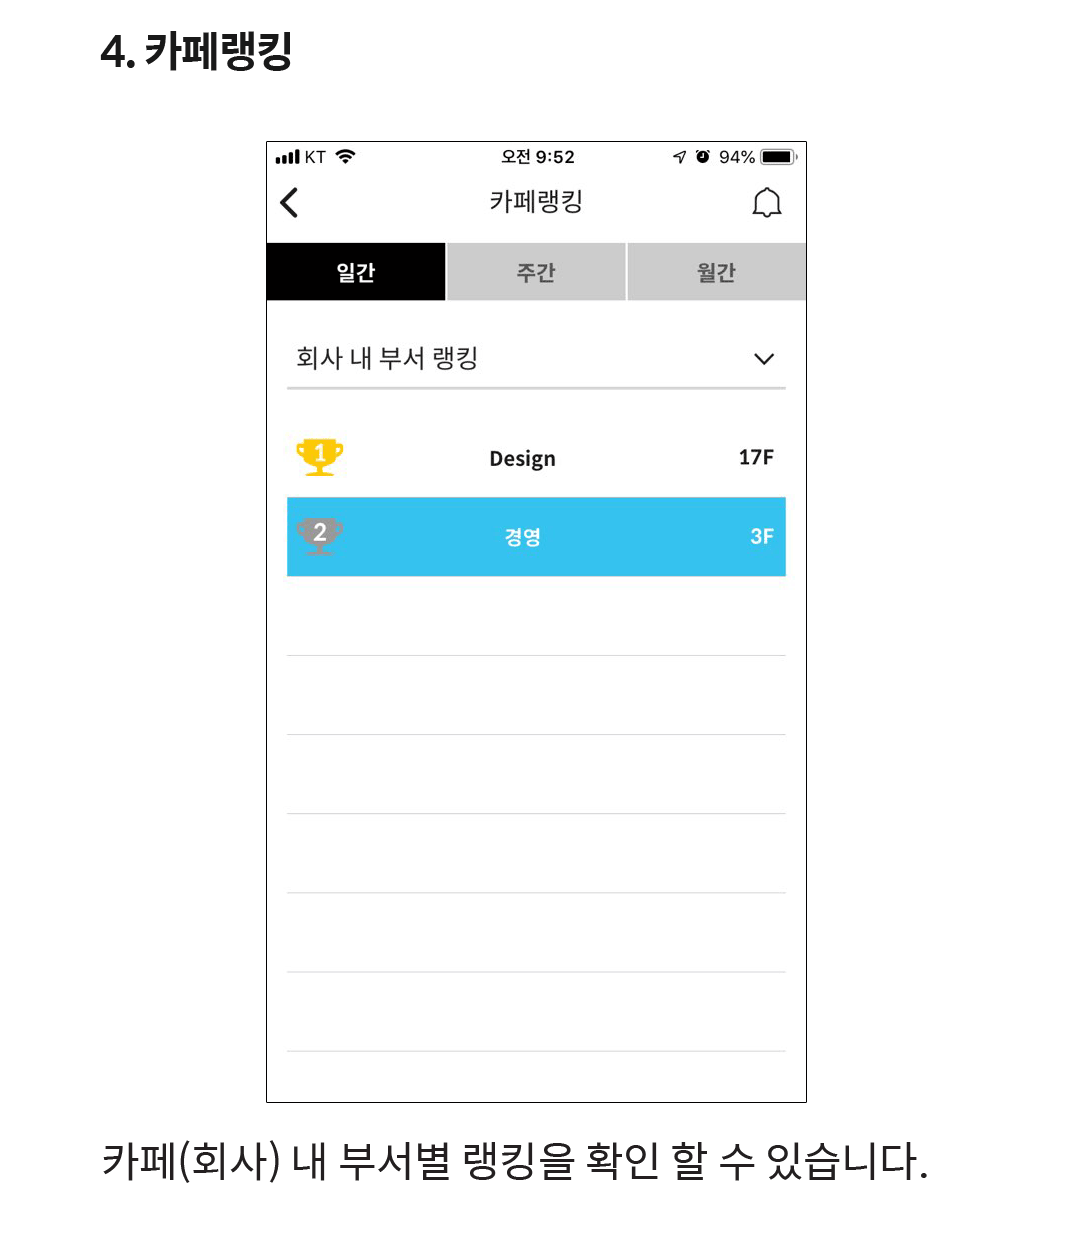 4. 카페랭킹
KT 오전 9:52 94%
카페랭킹
일간 주간 월간
회사 내 부서 랭킹
1 Design 17F
2 경영 3F
카페(회사) 내 부서별 랭킹을 확인 할 수 있습니다.